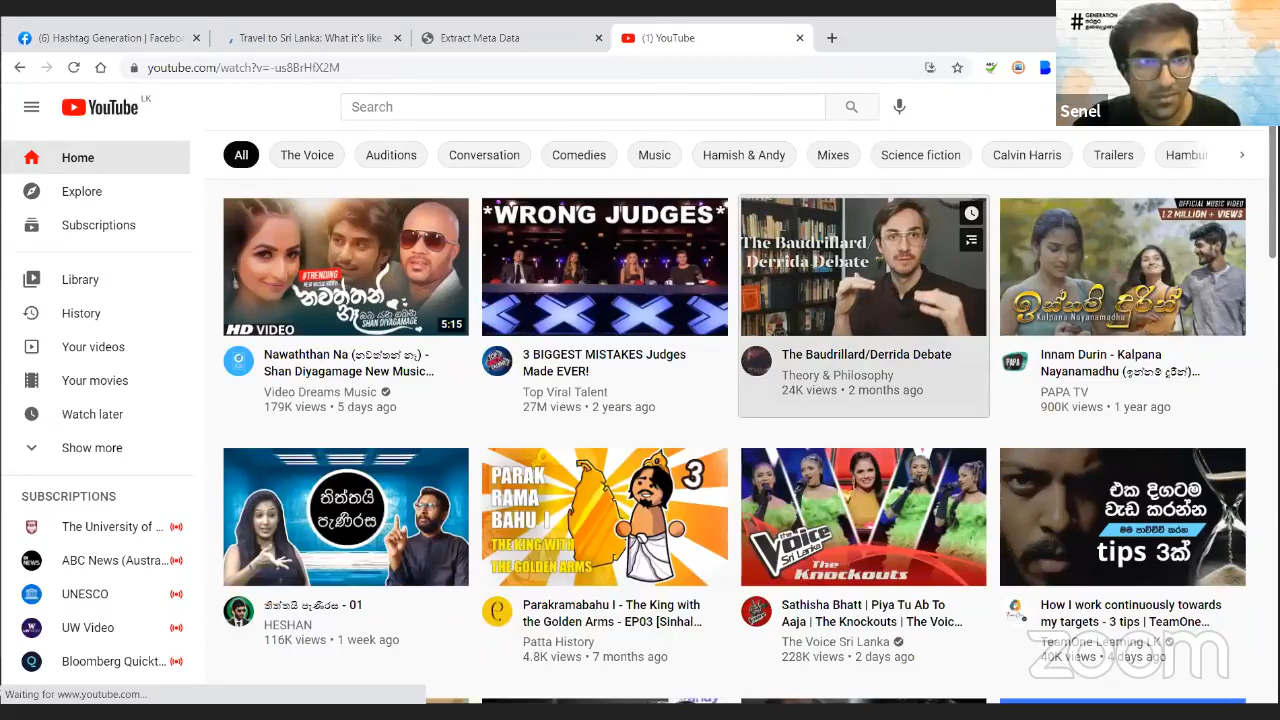 (6) Hashtag Generation | Faceboo
Travel to Sri Lanka: What it's lik
Extract Meta Data
(1) YouTube
youtube.com/watch?v=-us8BrHfX2M
# GENERATION
Senel
YouTube LK
Search
Home
Explore
Subscriptions
Library
History
Your videos
Your movies
Watch later
Show more
SUBSCRIPTIONS
The University of ...
ABC News (Austra...
UNESCO
UW Video
Bloomberg Quickt...
All
The Voice
Auditions
Conversation
Comedies
Music
Hamish & Andy
Mixes
Science fiction
Calvin Harris
Trailers
Hambur
#TRENDING
NEW MUSIC VIDEO
නවත්තන් නෑ
SHAN DIYAGAMAGE
HD VIDEO
5:15
Nawaththan Na (නවත්තන් නෑ) -
Shan Diyagamage New Music...
Video Dreams Music
179K views • 5 days ago
*WRONG JUDGES*
3 BIGGEST MISTAKES Judges
Made EVER!
Top Viral Talent
27M views • 2 years ago
The Baudrillard/
Derrida Debate
The Baudrillard/Derrida Debate
Theory & Philosophy
24K views • 2 months ago
OFFICIAL MUSIC VIDEO
1.2 MILLION + VIEWS
ඉන්නම් දුරින්
Kalpana Nayanamadhu
Innam Durin - Kalpana
Nayanamadhu (ඉන්නම් දුරින්)...
PAPA TV
900K views • 1 year ago
තිත්තයි
පැණිරස
තිත්තයි පැණිරස - 01
HESHAN
116K views • 1 week ago
PARAK
RAMA
BAHU I
THE KING WITH
THE GOLDEN ARMS
3
Parakramabahu I - The King with
the Golden Arms - EP03 [Sinhal...
Patta History
4.8K views • 7 months ago
the Voice
Sri Lanka
The Knockouts
Sathisha Bhatt | Piya Tu Ab To
Aaja | The Knockouts | The Voic...
The Voice Sri Lanka
228K views • 2 days ago
එක දිගටම
වැඩ කරන්න
මම පාවිච්චි කරන
tips 3ක්
How I work continuously towards
my targets - 3 tips | TeamOne...
TeamOne Learning LK
40K views • 4 days ago
zoom
Waiting for www.youtube.com...